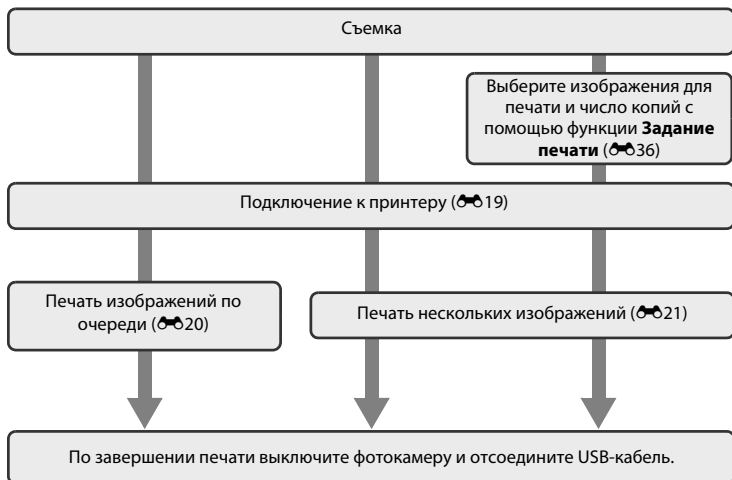 Съемка
Выберите изображения для
печати и число копий с
помощью функции Задание
печати (36)
Подключение к принтеру (19)
Печать изображений по
очереди (20)
Печать нескольких изображений (21)
По завершении печати выключите фотокамеру и отсоедините USB-кабель.